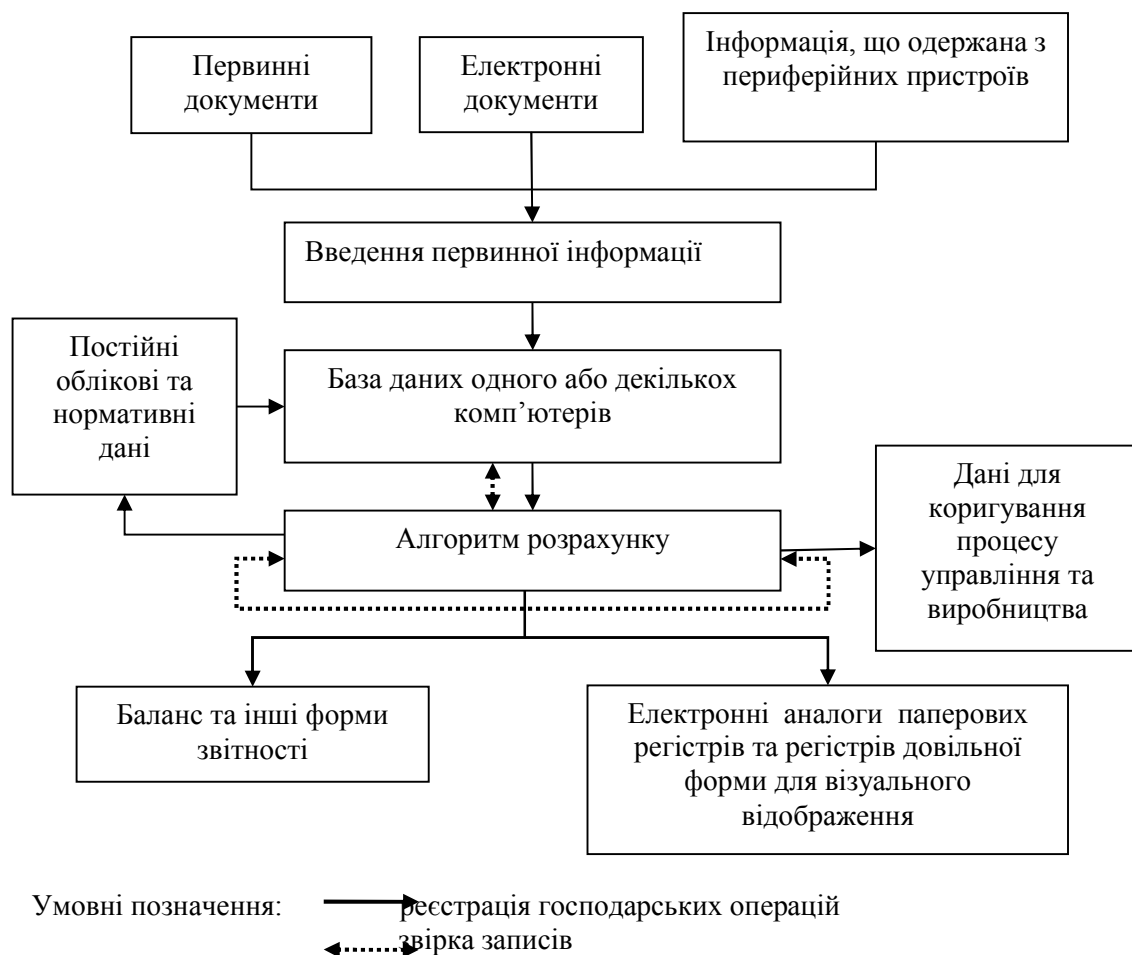 Первинні
документи
Електронні
документи
Інформація, що одержана з
периферійних пристроїв
Введення первинної інформації
Постійні
облікові та
нормативні
дані
База даних одного або декількох
комп’ютерів
Алгоритм розрахунку
Дані для
коригування
процесу
управління та
виробництва
Баланс та інші форми
звітності
Електронні аналоги паперових
регістрів та регістрів довільної
форми для візуального
відображення
Умовні позначення: реєстрація господарських операцій
звірка записів